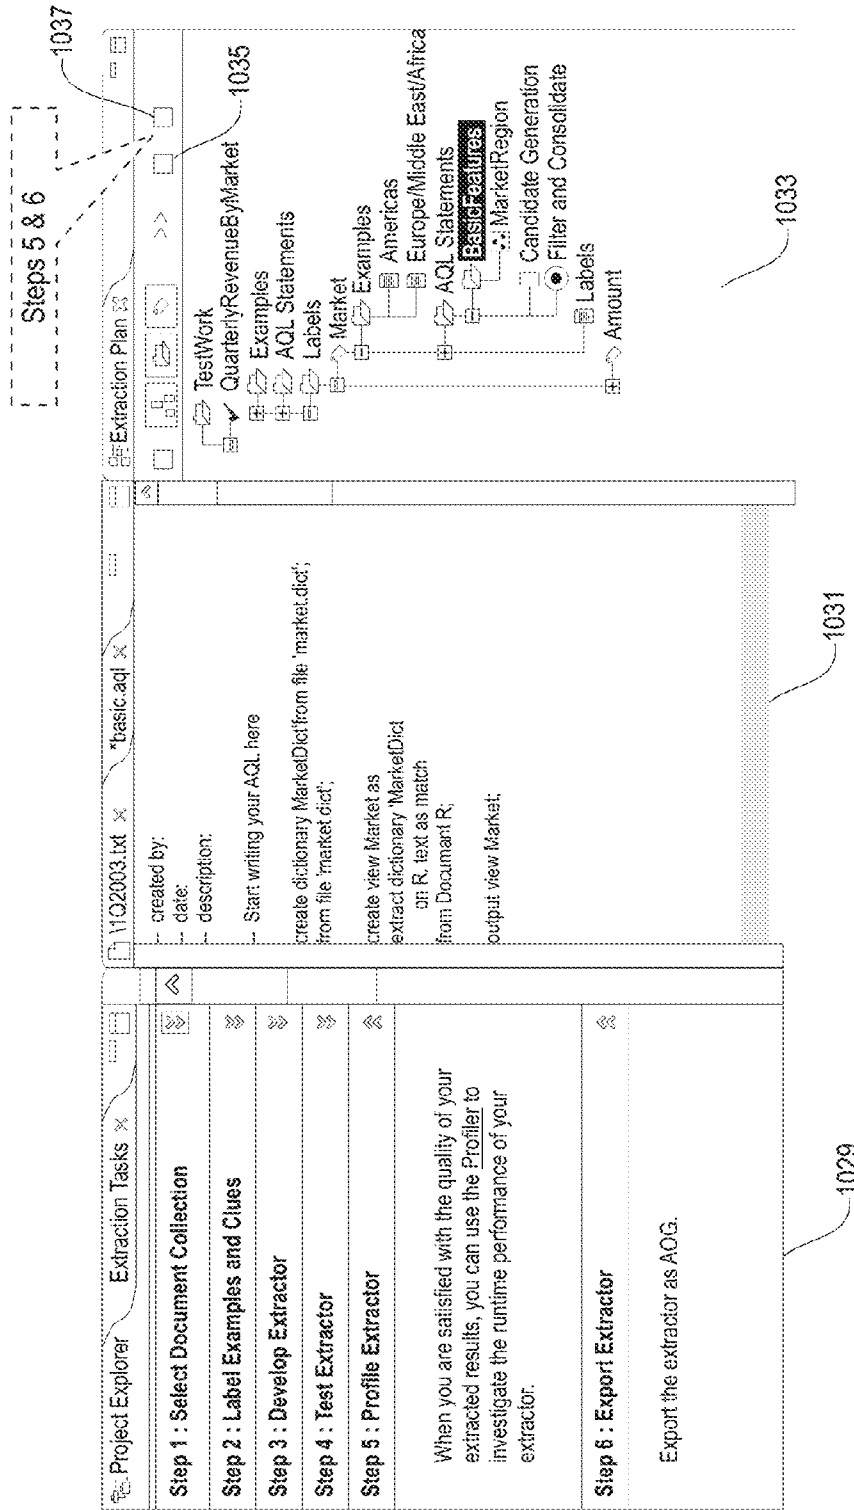 Project Explorer
Extraction Tasks ×
Step 1 : Select Document Collection
Step 2 : Label Examples and Clues
Step 3 : Develop Extractor
Step 4 : Test Extractor
Step 5 : Profile Extractor
When you are satisfied with the quality of your
extracted results, you can use the Profiler to
investigate the runtime performance of your
extractor.
Step 6 : Export Extractor
Export the extractor as AOG.
1029
\1Q2003.txt ×
*basic.aql ×
-- created by:
-- date:
-- description:
-- Start writing your AQL here
create dictionary MarketDict'from file 'market.dict';
from file 'market dict';
create view Market as
extract dictionary 'MarketDict
on R. text as match
from Documant R;
output view Market;
1031
Steps 5 & 6
Extraction Plan
>>
1037
1035
TestWork
QuarterlyRevenueByMarket
Examples
AQL Statements
Labels
Market
Examples
Americas
Europe/Middle East/Africa
AQL Statements
BasicFeatures
MarketRegion
Candidate Generation
Filter and Consolidate
Labels
Amount
1033